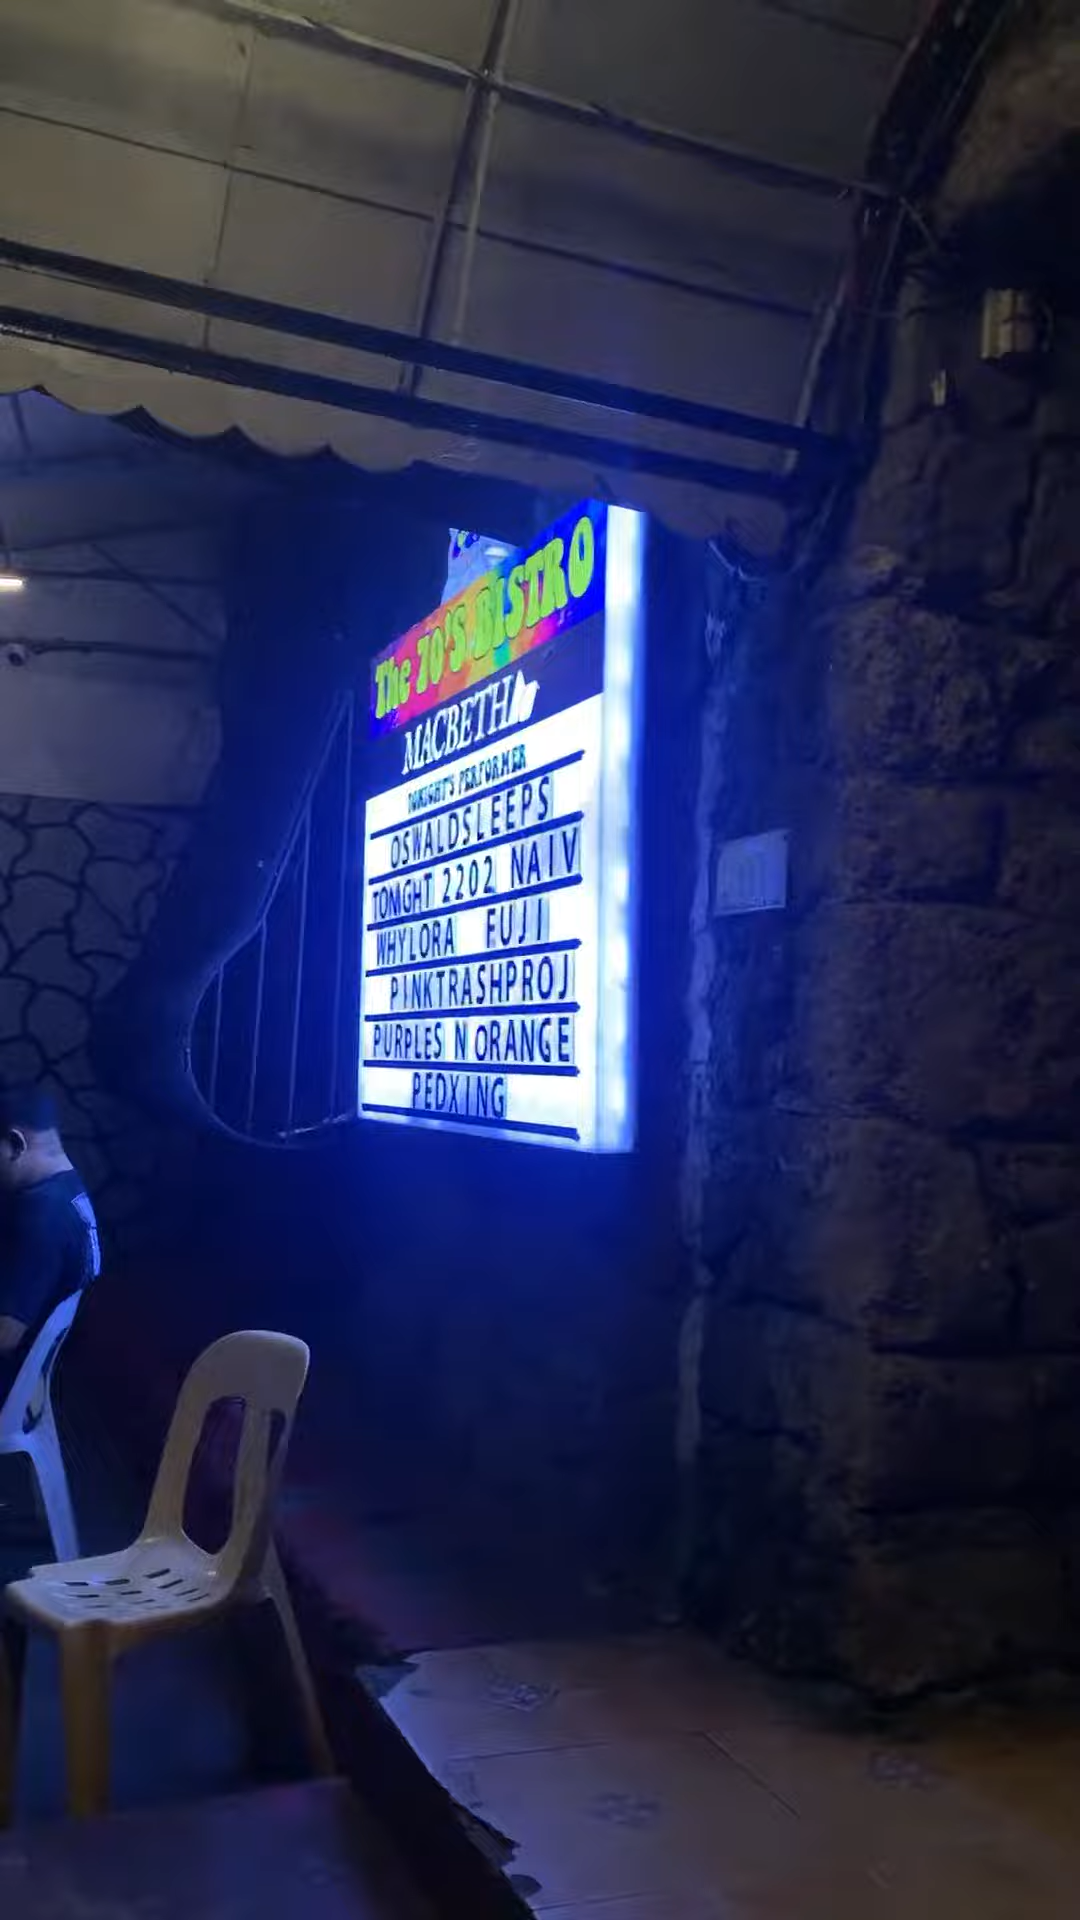 The 70'S BISTRO
MACBETH
TONIGHT'S PERFORMER
OSWALDSLEEPS
TONIGHT 2202 NAIV
WHYLORA FUJI
PINKTRASHPROJ
PURPLES N ORANGE
PEDXING